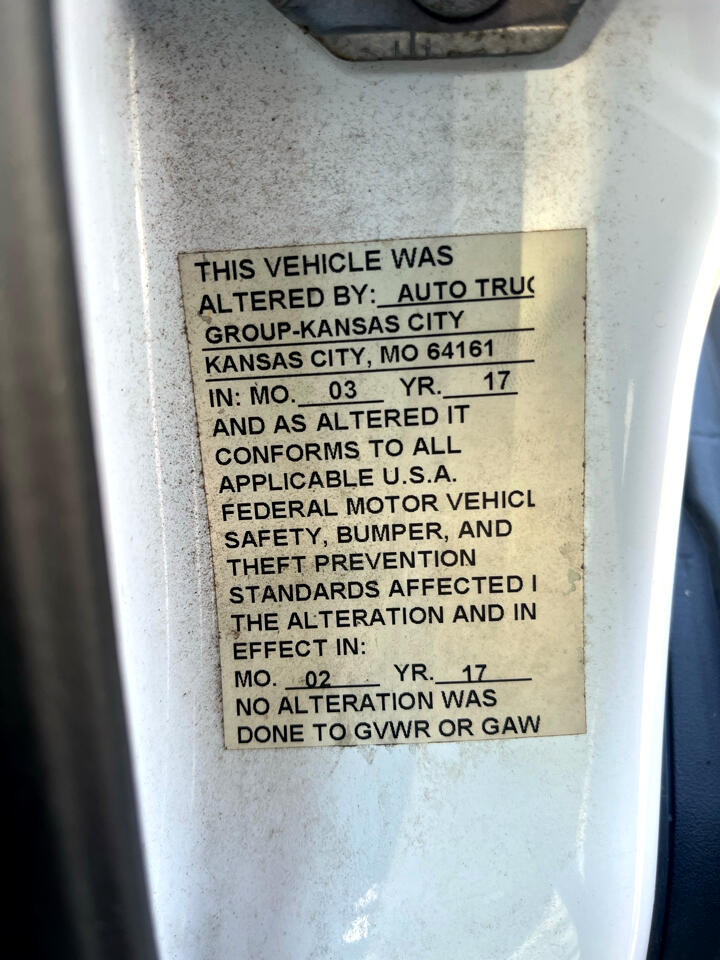 THIS VEHICLE WAS
ALTERED BY: AUTO TRUC
GROUP-KANSAS CITY
KANSAS CITY, MO 64161
IN: MO. 03 YR. 17
AND AS ALTERED IT
CONFORMS TO ALL
APPLICABLE U.S.A.
FEDERAL MOTOR VEHICL
SAFETY, BUMPER, AND
THEFT PREVENTION
STANDARDS AFFECTED
THE ALTERATION AND IN
EFFECT IN:
MO. 02 YR. 17
NO ALTERATION WAS
DONE TO GVWR OR GAW